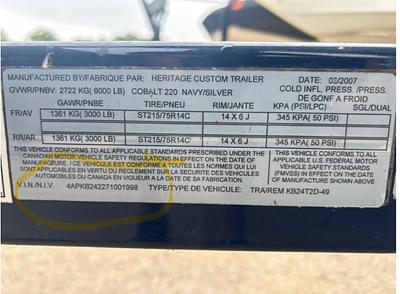 MANUFACTURED BY/FABRIQUE PAR: HERITAGE CUSTOM TRAILER DATE: 03/2007
GVWR/PNBV: 2722 KG( 6000 LB) COBALT 220 NAVY/SILVER COLD INFL. PRESS. /PRESS.
DE GONF A FROID
GAWR/PNBE TIRE/PNEU RIM/JANTE KPA (PSI/LPC) SGL/DUAL
FR/AV 1361 KG( 3000 LB) ST215/75R14C 14 X 6 J 345 KPA( 50 PSI)
RR/AR 1361 KG( 3000 LB) ST215/75R14C 14 X 6 J 345 KPA( 50 PSI)
THIS VEHICLE CONFORMS TO ALL APPLICABLE STANDARDS PRESCRIBED UNDER THE
CANADIAN MOTOR VEHICLE SAFETY REGULATIONS IN EFFECT ON THE DATE OF
MANUFACTURE. / CE VEHICULE EST CONFORME A TOUTES LES NORMES QUI LUI SONT
APPLICABLES EN VERTU DU REGLEMENT SUR LA SECURITE DES VEHICULES
AUTOMOBILES DU CANADA EN VIGUEUR A LA DATE DE SA FABRICATION.
THIS VEHICLE CONFORMS TO
ALL APPLICABLE STANDARDS IN
U.S. FEDERAL MOTOR
VEHICLE SAFETY STANDARDS
(FMVSS) IN EFFECT ON THE DATE
OF MANUFACTURE.
V.I.N./N.I.V. 4APKB242271001998 TYPE/TYPE DE VEHICULE: TRA/REM KB24T2D-49